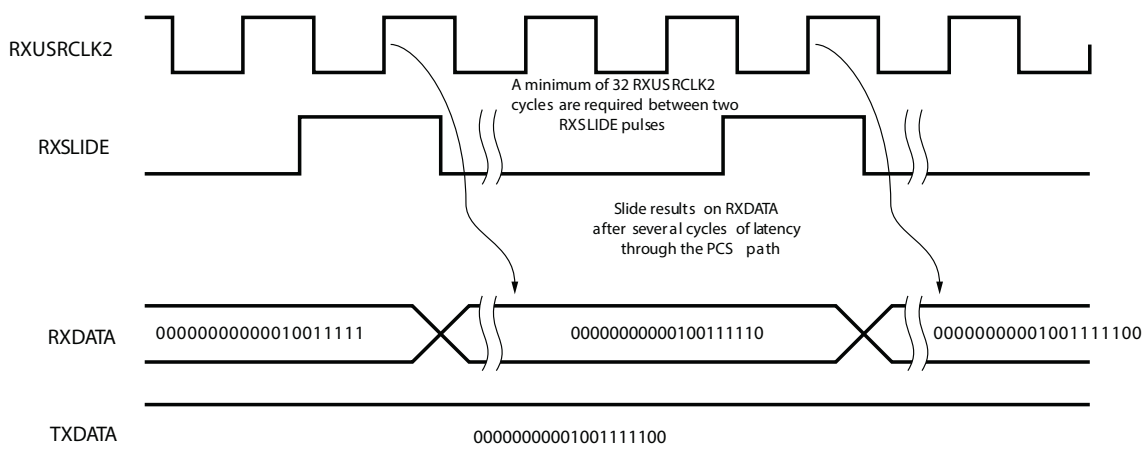 RXUSRCLK2
A minimum of 32 RXUSRCLK2
cycles are required between two
RXSLIDE pulses
RXSLIDE
Slide results on RXDATA
after several cycles of latency
through the PCS path
RXDATA
00000000000010011111
00000000000100111110
00000000001001111100
TXDATA
00000000001001111100